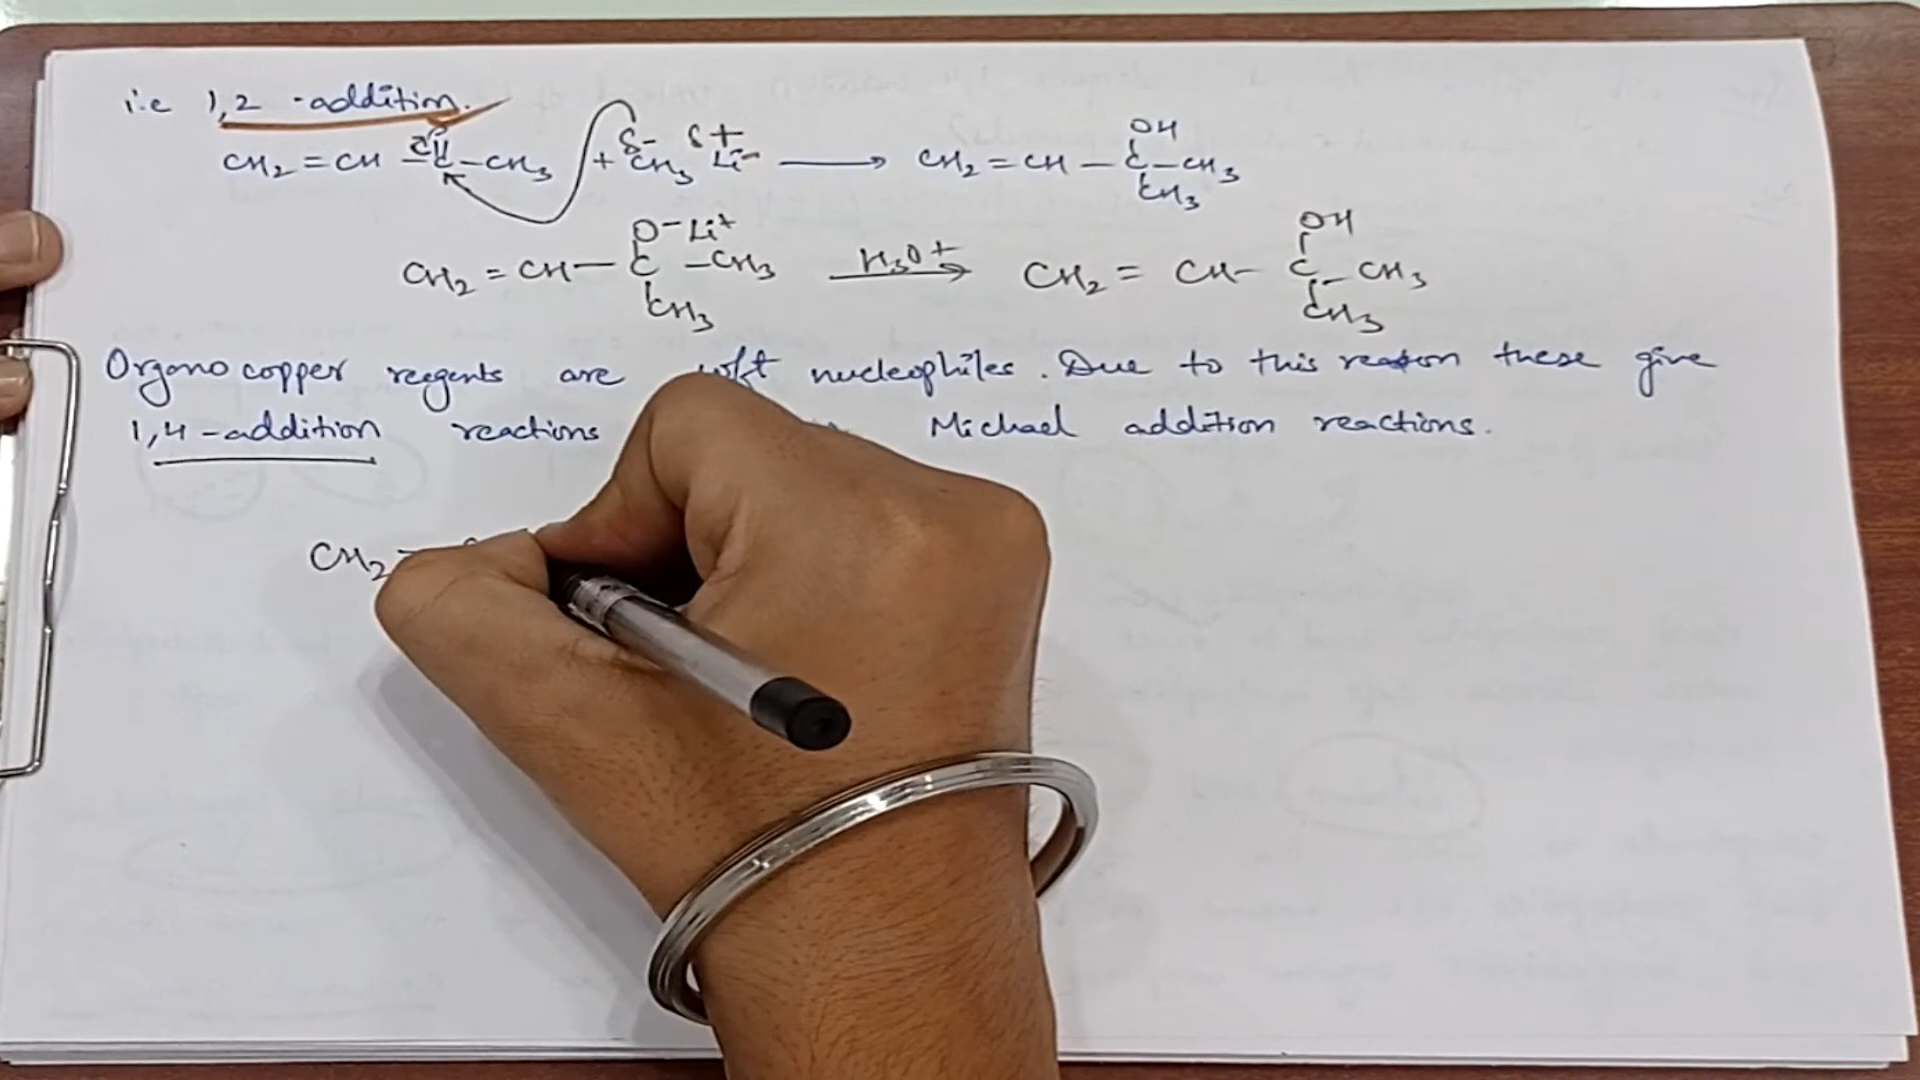 i.e 1,2 -addition.
CH2 = CH - C - CH3 + CH3 Li → CH2 = CH - C - CH3
O δ- δ+ OH
CH3
O- Li+ OH
CH2 = CH - C - CH3 H3O+ → CH2 = CH - C - CH3
CH3 CH3
Organo copper reegents are soft nucleophiles. Due to this reason these give
1,4-addition reactions Michael addition reactions.
CH2 =